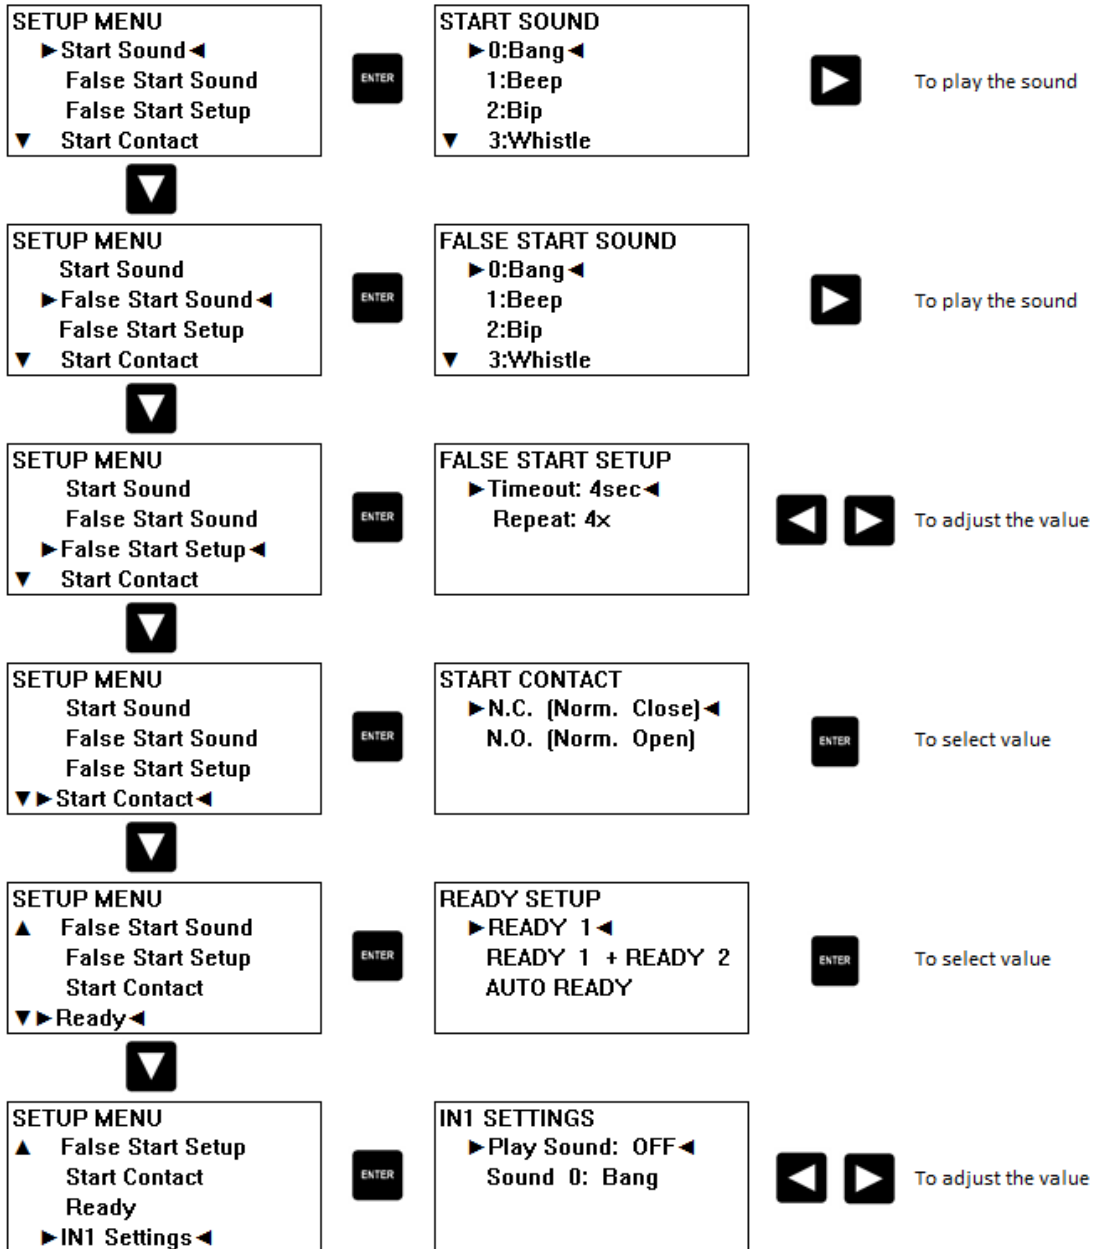 SETUP MENU
►Start Sound◄
False Start Sound
False Start Setup
▼ Start Contact
ENTER
START SOUND
►0:Bang◄
1:Beep
2:Bip
▼ 3:Whistle
To play the sound
SETUP MENU
Start Sound
►False Start Sound◄
False Start Setup
▼ Start Contact
ENTER
FALSE START SOUND
►0:Bang◄
1:Beep
2:Bip
▼ 3:Whistle
To play the sound
SETUP MENU
Start Sound
False Start Sound
►False Start Setup◄
▼ Start Contact
ENTER
FALSE START SETUP
►Timeout: 4sec◄
Repeat: 4x
To adjust the value
SETUP MENU
Start Sound
False Start Sound
False Start Setup
▼►Start Contact◄
ENTER
START CONTACT
►N.C. (Norm. Close)◄
N.O. (Norm. Open)
ENTER
To select value
SETUP MENU
▲ False Start Sound
False Start Setup
Start Contact
▼►Ready◄
ENTER
READY SETUP
►READY 1◄
READY 1 + READY 2
AUTO READY
ENTER
To select value
SETUP MENU
▲ False Start Setup
Start Contact
Ready
►IN1 Settings◄
ENTER
IN1 SETTINGS
►Play Sound: OFF◄
Sound 0: Bang
To adjust the value